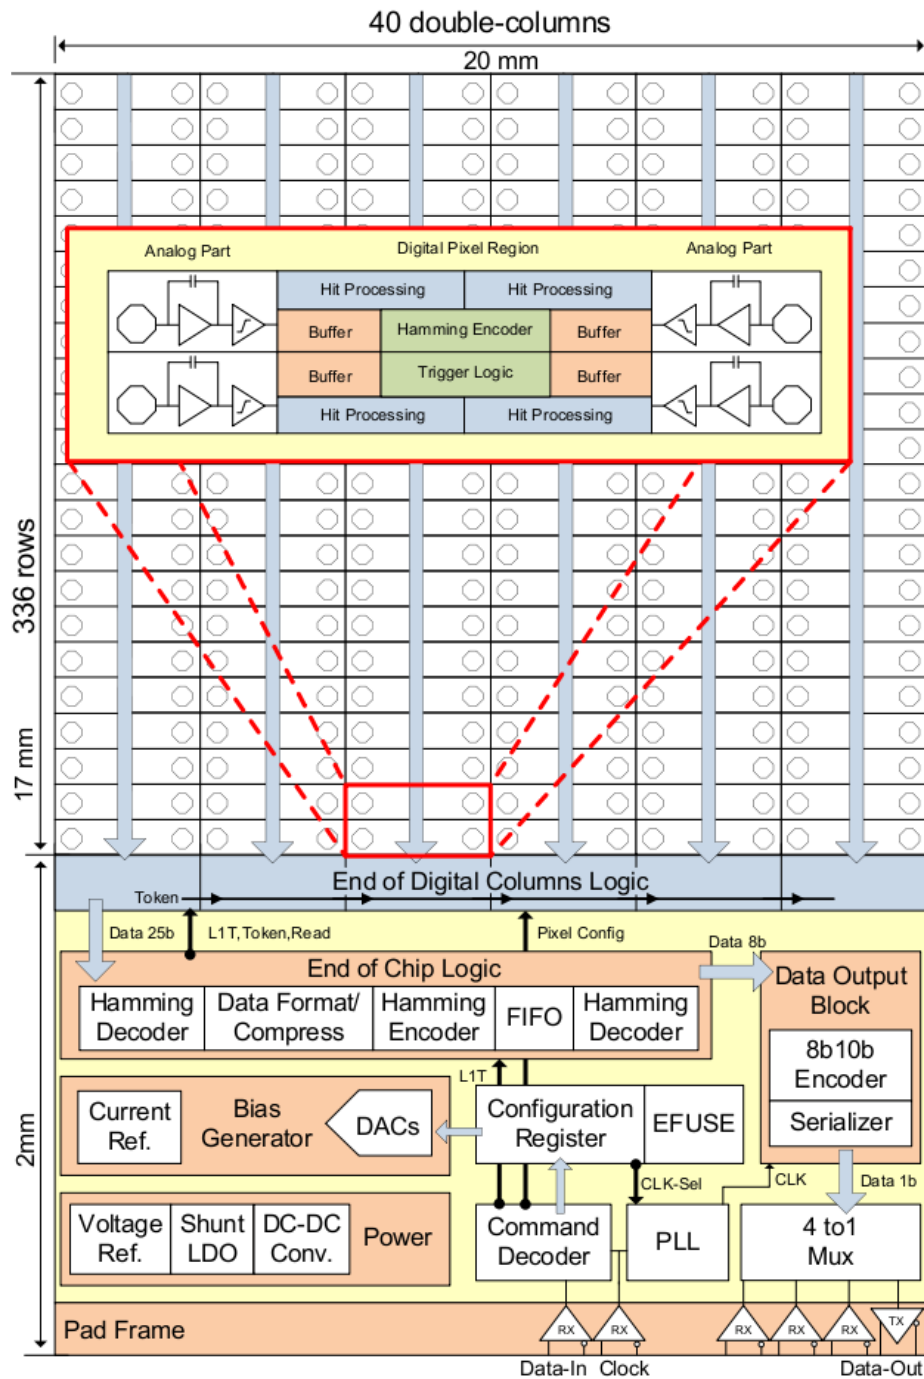 40 double-columns
20 mm
336 rows
17 mm
Analog Part
Digital Pixel Region
Analog Part
Hit Processing
Hit Processing
Buffer
Hamming Encoder
Buffer
Buffer
Trigger Logic
Buffer
Hit Processing
Hit Processing
End of Digital Columns Logic
Token
Data 25b
L1T,Token,Read
Pixel Config
Data 8b
2mm
End of Chip Logic
Hamming
Decoder
Data Format/
Compress
Hamming
Encoder
FIFO
Hamming
Decoder
Data Output
Block
8b10b
Encoder
Serializer
L1T
Current
Ref.
Bias
Generator
DACs
Configuration
Register
EFUSE
CLK-Sel
CLK
Data 1b
Voltage
Ref.
Shunt
LDO
DC-DC
Conv.
Power
Command
Decoder
PLL
4 to1
Mux
Pad Frame
RX
RX
RX
RX
RX
TX
Data-In
Clock
Data-Out